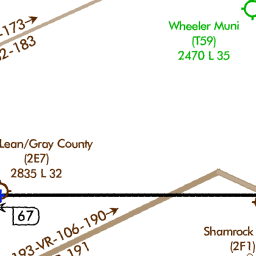 -173→
82-183
Wheeler Muni
(T59)
2470 L 35
Lean/Gray County
(2E7)
2835 L 32
67
193-VR-106-190→
191
Shamrock
(2F1)